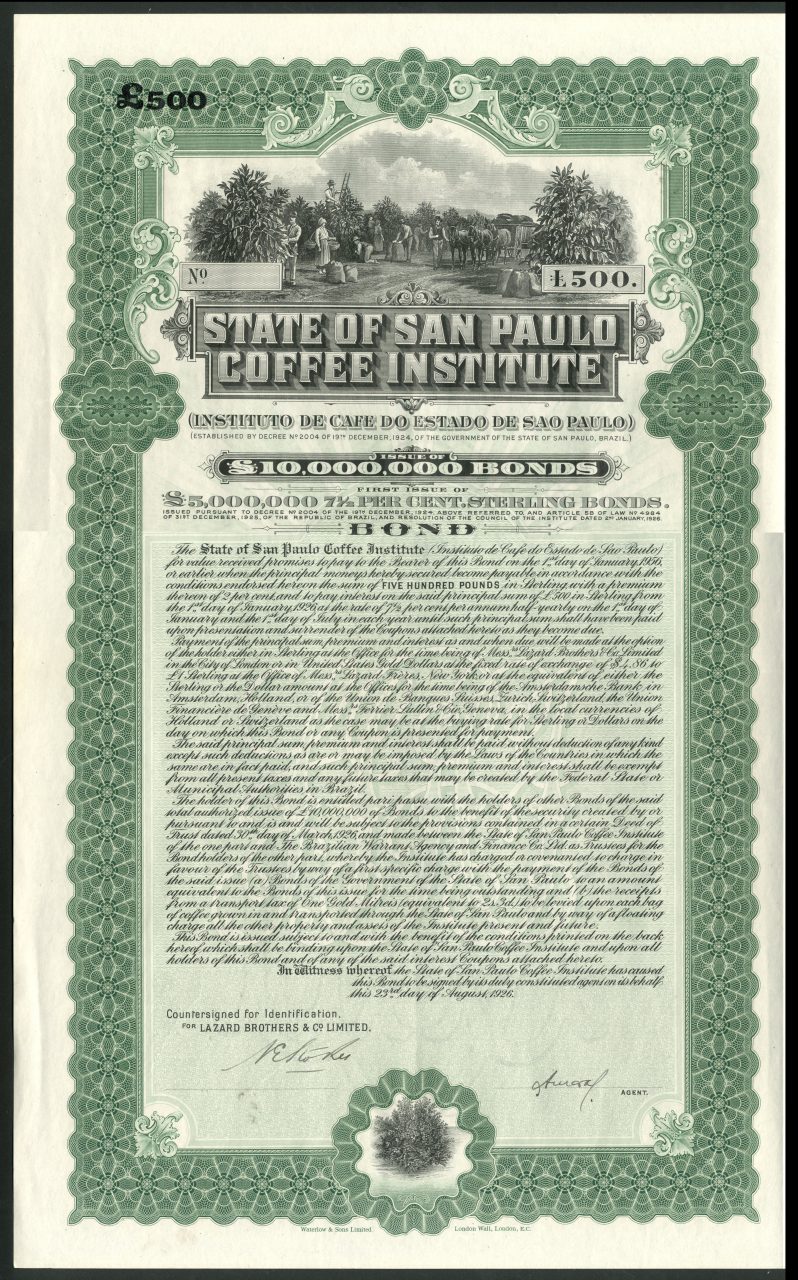 £500
No
£500.
STATE OF SAN PAULO
COFFEE INSTITUTE
(INSTITUTO DE CAFE DO ESTADO DE SAO PAULO)
(ESTABLISHED BY DECREE No 2004 OF 19TH DECEMBER, 1924, OF THE GOVERNMENT OF THE STATE OF SAN PAULO, BRAZIL.)
ISSUE OF
£10,000,000 BONDS
FIRST ISSUE OF
£5,000,000 7½ PER CENT. STERLING BONDS.
ISSUED PURSUANT TO DECREE No 2004 OF THE 19TH DECEMBER, 1924, ABOVE REFERRED TO AND ARTICLE 5B OF LAW No 4984
OF 31ST DECEMBER, 1925, OF THE REPUBLIC OF BRAZIL, AND RESOLUTION OF THE COUNCIL OF THE INSTITUTE DATED 2ND JANUARY, 1926.
BOND
The State of San Paulo Coffee Institute (Instituto de Café do Estado de Sao Paulo)
for value received promises to pay to the Bearer of this Bond on the 1st day of January, 1956,
or earlier when the principal moneys hereby secured become payable in accordance with the
conditions endorsed hereon the sum of FIVE HUNDRED POUNDS in Sterling with a premium
thereon of 2 per cent, and to pay interest on the said principal sum of £500 in Sterling from
the 1st day of January 1926 at the rate of 7½ per cent per annum half-yearly on the 1st day of
January and the 1st day of July in each year until such principal sum shall have been paid
upon presentation and surrender of the Coupons attached hereto as they become due.
Payment of the principal sum, premium and interest as and when due will be made at the option
of the holder either in Sterling at the Office for the time being of Messrs Lazard Brothers & Co. Limited
in the City of London or in United States Gold Dollars at the fixed rate of exchange of $4.86 to
£1 Sterling at the Office of Messrs Lazard Frères, New York, or at the equivalent of either the
Sterling or the Dollar amount at the Offices for the time being of the Amsterdamsche Bank, in
Amsterdam, Holland, or of the Union de Banques Suisses, Zurich, Switzerland, the Union
Financière de Genève and Messrs Ferrier Lullin & Cie, Geneva, in the local currencies of
Holland or Switzerland as the case may be at the buying rate for Sterling or Dollars on the
day on which this Bond or any Coupon is presented for payment.
The said principal sum, premium and interest shall be paid without deduction of any kind
except such deductions as are or may be imposed by the Laws of the Countries in which the
same are in fact paid, and such principal sum, premium and interest shall be exempt
from all present taxes and any future taxes that may be created by the Federal State or
Municipal Authorities in Brazil.
The holder of this Bond is entitled pari passu with the holders of other Bonds of the said
total authorized issue of £10,000,000 of Bonds to the benefit of the security created by or
pursuant to and is and will be subject to the provisions contained in a certain Deed of
Trust dated 30th day of March 1926, and made between the State of San Paulo Coffee Institute
of the one part and The Brazilian Warrant Agency and Finance Co. Ltd. as Trustees for the
Bondholders of the other part, whereby the Institute has charged or covenanted to charge in
favour of the Trustees by way of a first specific charge with the payment of the Bonds of
the said issue (a) Bonds of the Government of the State of San Paulo to an amount
equivalent to the Bonds of this issue for the time being outstanding and (b) the receipts
from a transport tax of One Gold Milreis (equivalent to 2s. 3d.) to be levied upon each bag
of coffee grown in and transported through the State of San Paulo and by way of a floating
charge all the other property and assets of the Institute present and future.
This Bond is issued subject to and with the benefit of the conditions printed on the back
hereof which shall be binding upon the State of San Paulo Coffee Institute and upon all
holders of this Bond and of any of the said interest Coupons attached hereto.
In Witness whereof the State of San Paulo Coffee Institute has caused
this Bond to be signed by its duly constituted agent on its behalf
this 23rd day of August, 1926.
Countersigned for Identification.
FOR LAZARD BROTHERS & Co LIMITED.
AGENT.
Waterlow & Sons Limited. London Wall, London, E.C.